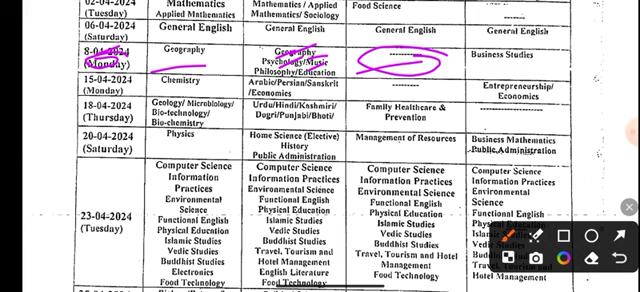 02-04-2024 Mathematics Mathematics / Applied Food Science
(Tuesday) Applied Mathematics Mathematics/ Sociology --------
06-04-2024 General English General English General English General English
(Saturday)
8-04-2024 Geography Geography --------- Business Studies
(Monday) Psychology/Music
Philosophy/Education
15-04-2024 Chemistry Arabic/Persian/Sanskrit --------- Entrepreneurship/
(Monday) /Economics Economics
18-04-2024 Geology/ Microbiology/ Urdu/Hindi/Kashmiri/ Family Healthcare & ----------------
(Thursday) Bio-technology/ Dogri/Punjabi/Bhoti/ Prevention
Bio-chemistry
20-04-2024 Physics Home Science (Elective) Management of Resources Business Mathematics
(Saturday) History Public Administration
Public Administration
23-04-2024
(Tuesday)
Computer Science Computer Science Computer Science Computer Science
Information Information Practices Information Practices Information Practices
Practices Environmental Science Environmental Science Environmental
Environmental Functional English Functional English Science
Science Physical Education Physical Education Functional English
Functional English Islamic Studies Islamic Studies Physical
Physical Education Vedic Studies Vedic Studies
Islamic Studies Buddhist Studies Buddhist Studies
Vedic Studies Travel, Tourism and Travel, Tourism and Hotel
Buddhist Studies Hotel Management Management
Electronics English Literature Food Technology Hotel Management
Food Technology Food Technology